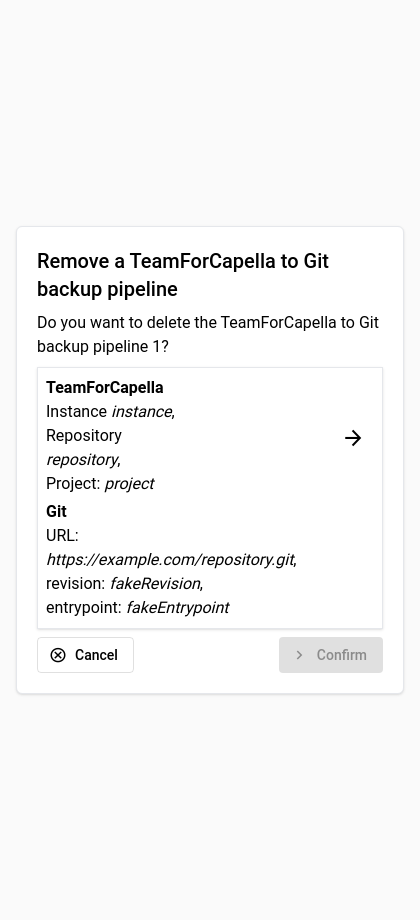 Remove a TeamForCapella to Git
backup pipeline
Do you want to delete the TeamForCapella to Git
backup pipeline 1?
TeamForCapella
Instance instance,
Repository
repository,
Project: project
Git
URL:
https://example.com/repository.git,
revision: fakeRevision,
entrypoint: fakeEntrypoint
Cancel
Confirm